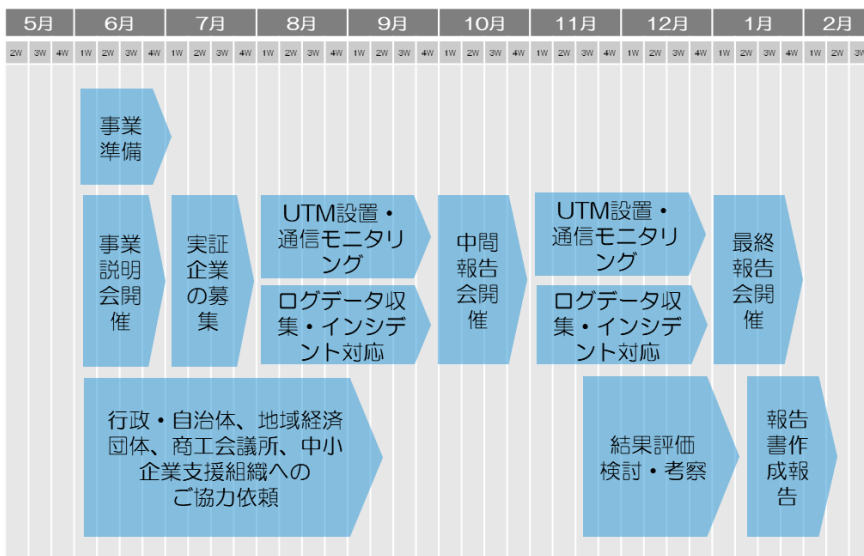 5月 6月 7月 8月 9月 10月 11月 12月 1月 2月
2W 3W 4W 1W 2W 3W 4W 1W 2W 3W 4W 1W 2W 3W 4W 1W 2W 3W 4W 1W 2W 3W 4W 1W 2W 3W 4W 1W 2W 3W 4W 1W 2W 3W 4W 1W 2W 3W
事業
準備
事業
説明
会開
催
実証
企業
の募
集
UTM設置・
通信モニタリ
ング
ログデータ収
集・インシデ
ント対応
中間
報告
会開
催
UTM設置・
通信モニタリ
ング
ログデータ収
集・インシデ
ント対応
最終
報告
会開
催
行政・自治体、地域経済
団体、商工会議所、中小
企業支援組織への
ご協力依頼
結果評価
検討・考察
報告
書作
成報
告